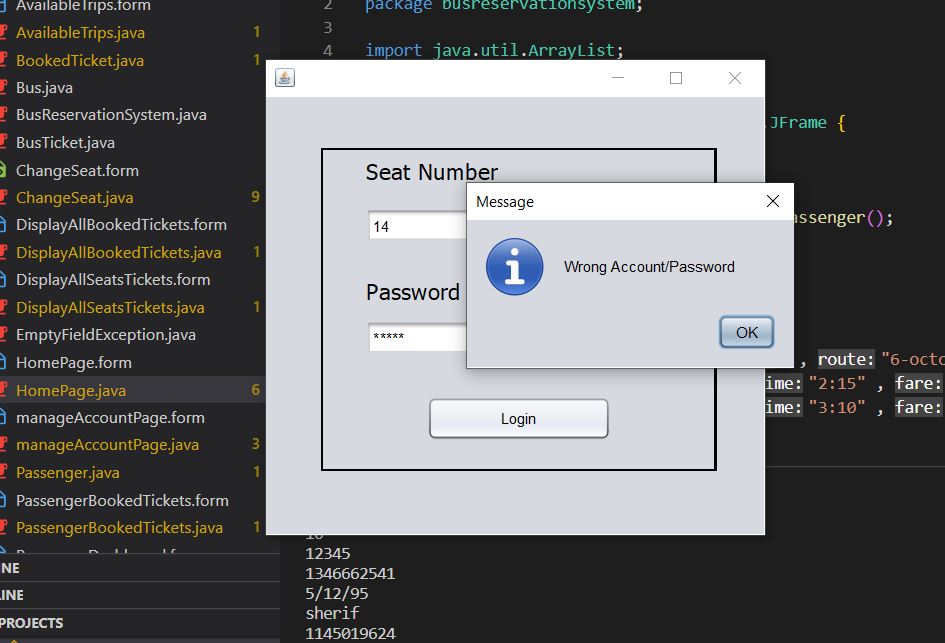 AvailableTrips.form
AvailableTrips.java 1
BookedTicket.java 1
Bus.java
BusReservationSystem.java
BusTicket.java
ChangeSeat.form
ChangeSeat.java 9
DisplayAllBookedTickets.form
DisplayAllBookedTickets.java 1
DisplayAllSeatsTickets.form
DisplayAllSeatsTickets.java 1
EmptyFieldException.java
HomePage.form
HomePage.java 6
manageAccountPage.form
manageAccountPage.java 3
Passenger.java 1
PassengerBookedTickets.form
PassengerBookedTickets.java 1
NE
LINE
PROJECTS
2 package busreservationsystem;
3
4 import java.util.ArrayList;
.JFrame {
assenger();
, route: "6-octo
ime: "2:15" , fare:
ime: "3:10" , fare:
Seat Number
14
Password
*****
Login
Message
Wrong Account/Password
OK
12345
1346662541
5/12/95
sherif
1145019624